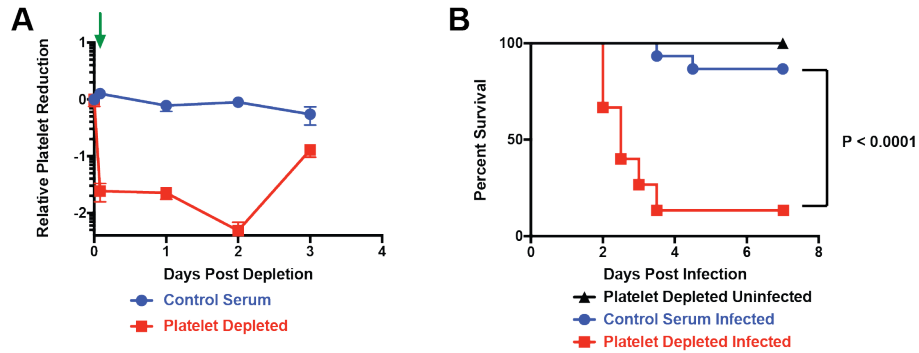 A
Relative Platelet Reduction
1
0
-1
-2
0 1 2 3 4
Days Post Depletion
Control Serum
Platelet Depleted
B
Percent Survival
100
50
0
0 2 4 6 8
Days Post Infection
P < 0.0001
Platelet Depleted Uninfected
Control Serum Infected
Platelet Depleted Infected